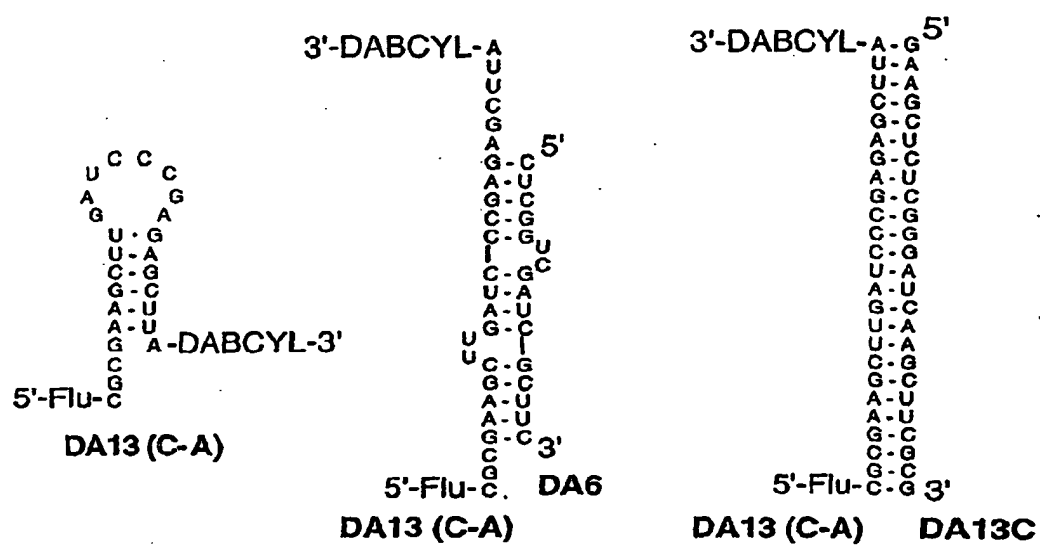 U C C C
A G
G A
U·G
U-A
C-G
G-C
A-U
A-U
G A-DABCYL-3'
C
G
5'-Flu-C
DA13 (C-A)
3'-DABCYL-A
U
U
C
G
A
G-C 5'
A-U
G-C
C-G
C-G
U
C
C-G
U-A
A-U
G-C
U
U
C-G
G-C
A-U
A-U
G-C 3'
C
G
5'-Flu-C.
DA6
DA13 (C-A)
3'-DABCYL-A-G 5'
U-A
U-A
C-G
G-C
A-U
G-C
A-U
G-C
C-G
C-G
C-G
U-A
A-U
G-C
U-A
U-A
C-G
G-C
A-U
A-U
G-C
C-G
G-C
5'-Flu-C-G 3'
DA13 (C-A) DA13C